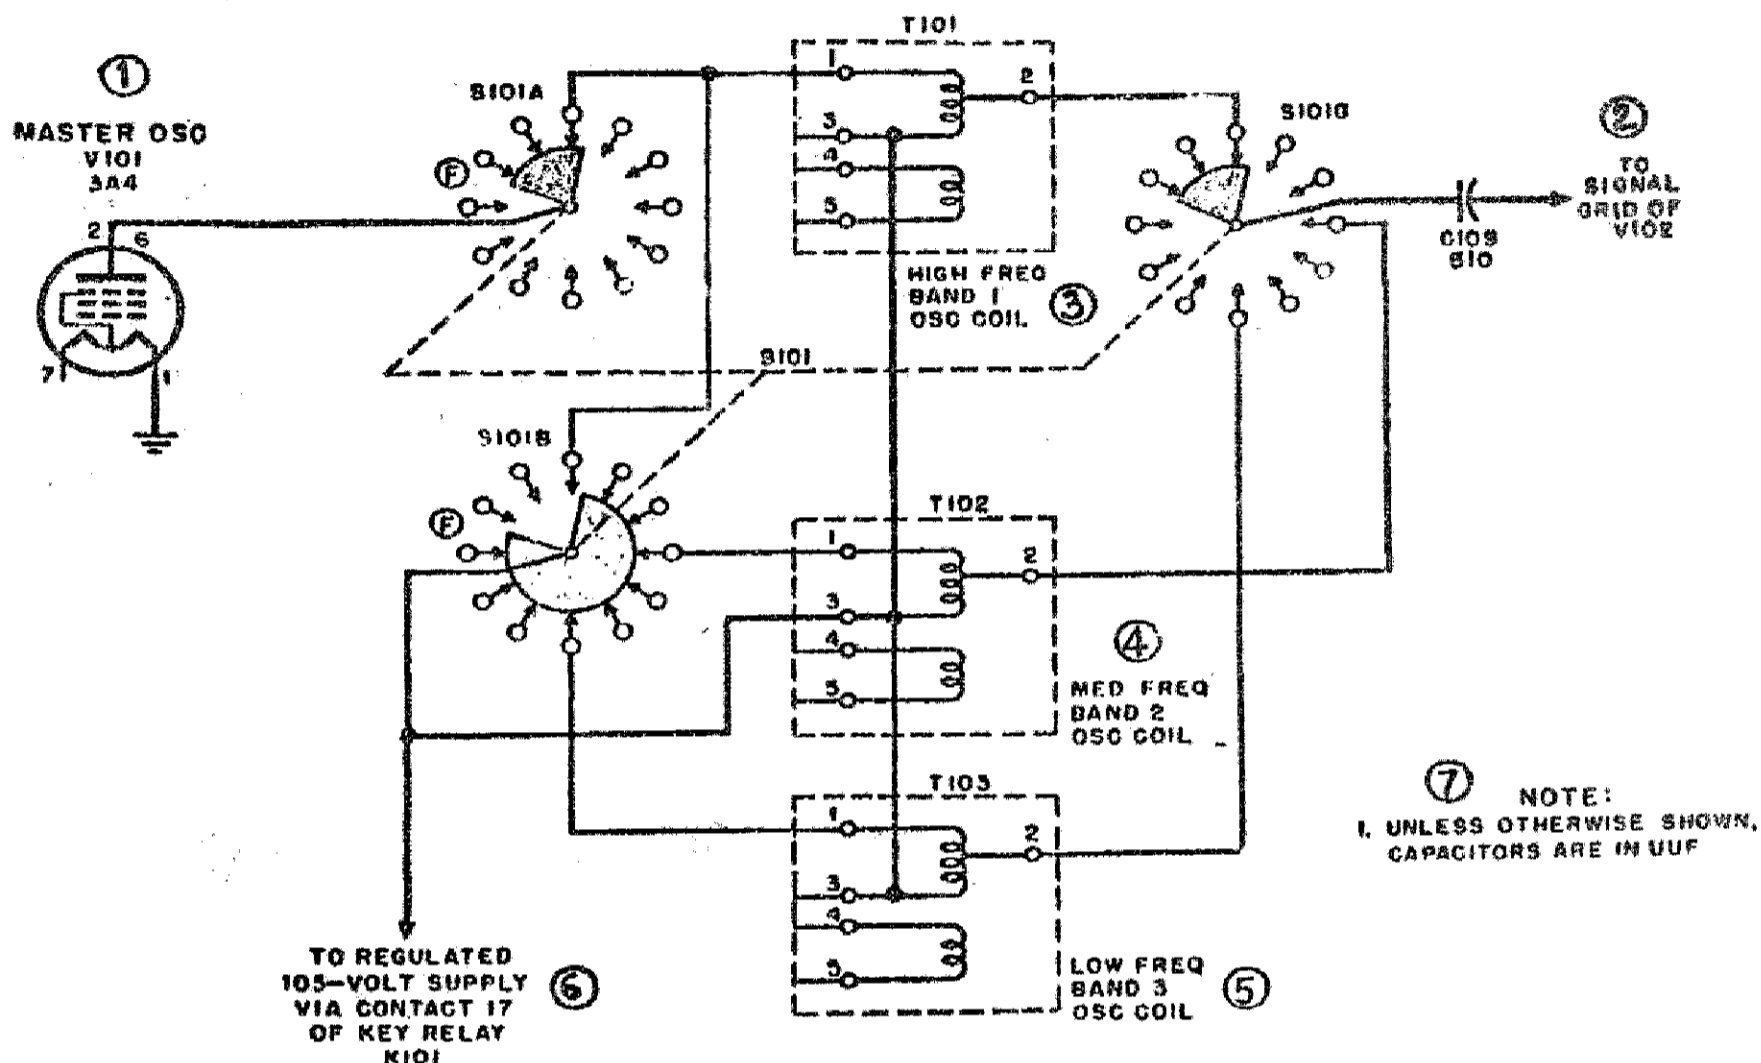 ①
MASTER OSC
V101
3A4
2
6
7
1
S101A
F
T101
1
2
3
4
5
HIGH FREQ
BAND 1
OSC COIL
③
②
TO
SIGNAL
GRID OF
V102
C109
510
S101
S101B
F
T102
1
2
3
4
5
④
MED FREQ
BAND 2
OSC COIL
T103
1
2
3
4
5
LOW FREQ
BAND 3
OSC COIL
⑤
TO REGULATED
105-VOLT SUPPLY
VIA CONTACT 17
OF KEY RELAY
K101
⑥
⑦
NOTE:
1. UNLESS OTHERWISE SHOWN,
CAPACITORS ARE IN UUF